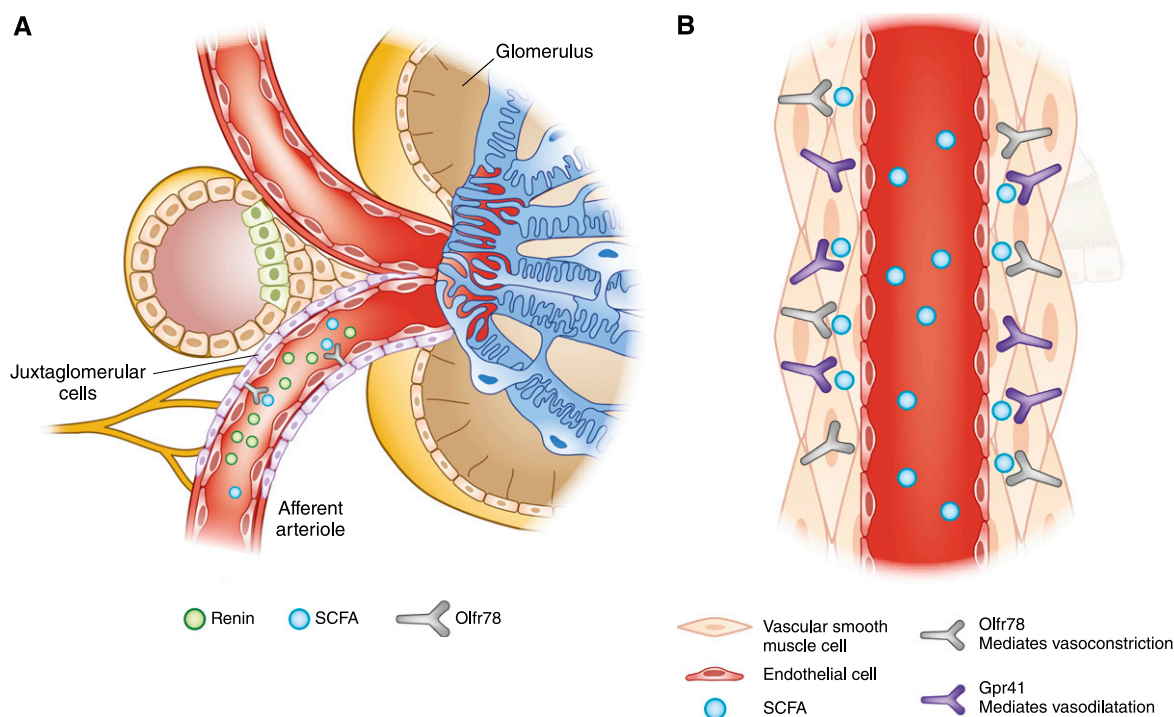 A
Glomerulus
Juxtaglomerular
cells
Afferent
arteriole
Renin
SCFA
Olfr78
B
Vascular smooth
muscle cell
Endothelial cell
SCFA
Olfr78
Mediates vasoconstriction
Gpr41
Mediates vasodilatation